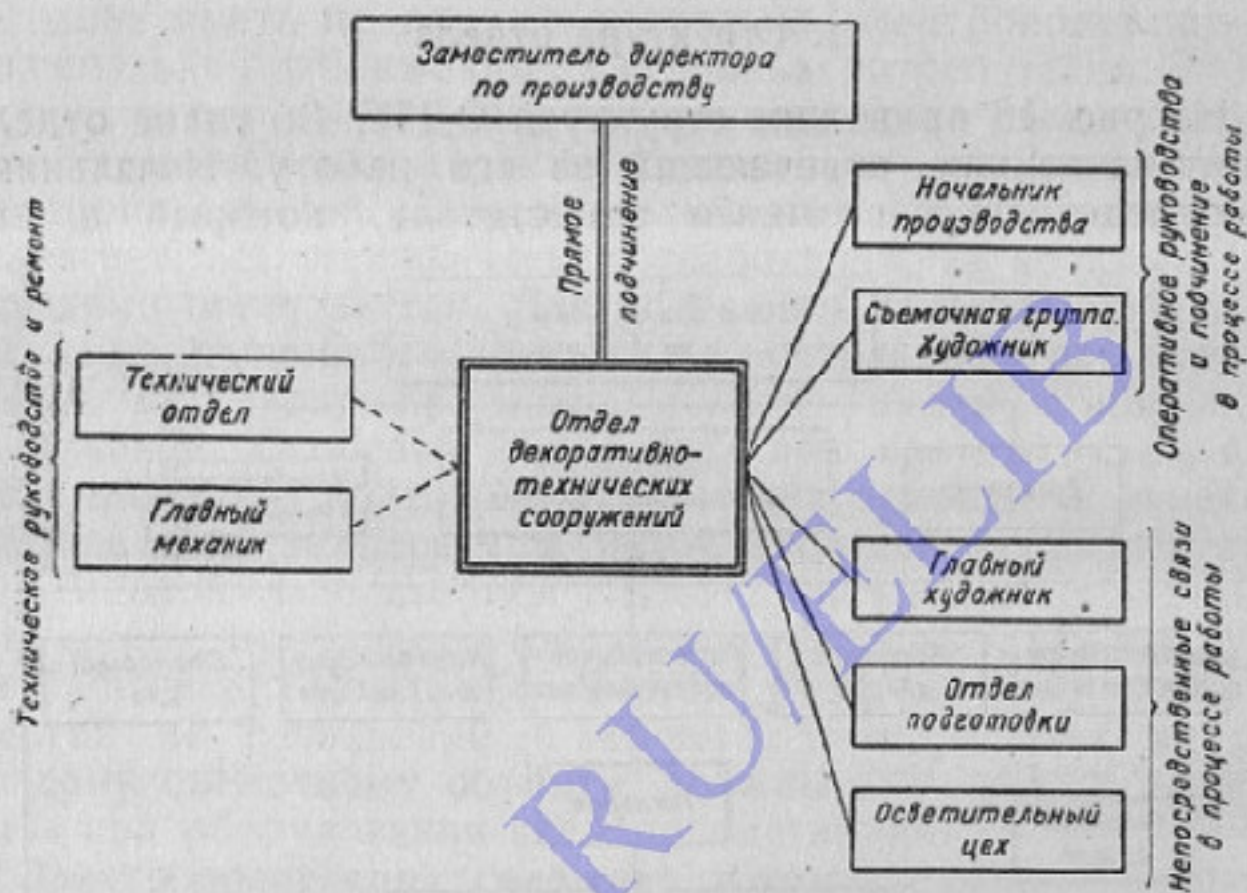 Заместитель директора
по производству
Прямое
подчинение
Техническое руководство и ремонт
Технический
отдел
Главный
механик
Отдел
декоративно-
технических
сооружений
Начальник
производства
Съемочная группа.
Художник
Оперативное руководство
и подчинение
в процессе работы
Главный
художник
Отдел
подготовки
Осветительный
цех
Непосредственные связи
в процессе работы
RU/ELIB